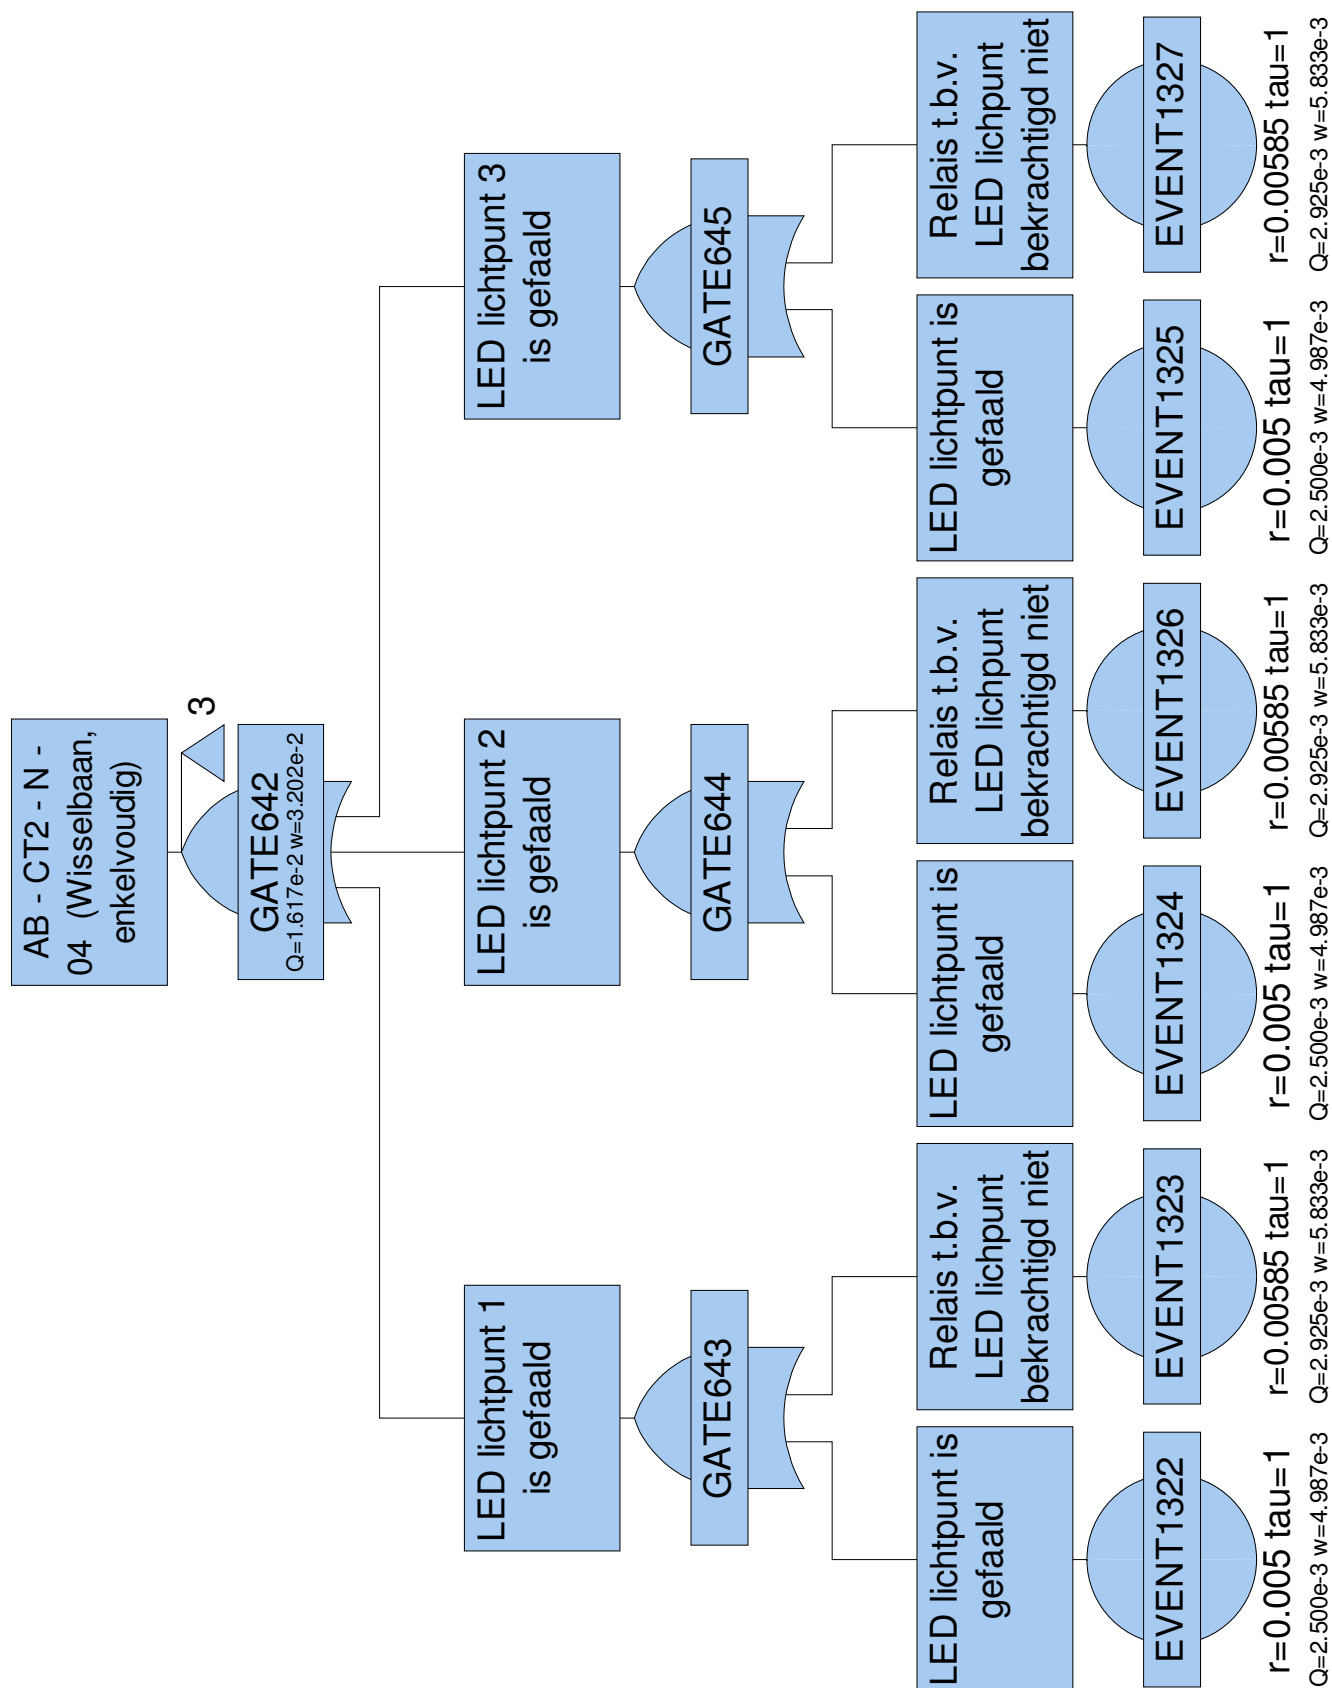 AB - CT2 - N -
04  (Wisselbaan,
enkelvoudig)
3
GATE642
Q=1.617e-2 w=3.202e-2
LED lichtpunt 1
is gefaald
LED lichtpunt 2
is gefaald
LED lichtpunt 3
is gefaald
GATE643
GATE644
GATE645
LED lichtpunt is
gefaald
Relais t.b.v.
LED lichpunt
bekrachtigd niet
LED lichtpunt is
gefaald
Relais t.b.v.
LED lichpunt
bekrachtigd niet
LED lichtpunt is
gefaald
Relais t.b.v.
LED lichpunt
bekrachtigd niet
EVENT1322
EVENT1323
EVENT1324
EVENT1326
EVENT1325
EVENT1327
r=0.005 tau=1
r=0.00585 tau=1
r=0.005 tau=1
r=0.00585 tau=1
r=0.005 tau=1
r=0.00585 tau=1
Q=2.500e-3 w=4.987e-3
Q=2.925e-3 w=5.833e-3
Q=2.500e-3 w=4.987e-3
Q=2.925e-3 w=5.833e-3
Q=2.500e-3 w=4.987e-3
Q=2.925e-3 w=5.833e-3